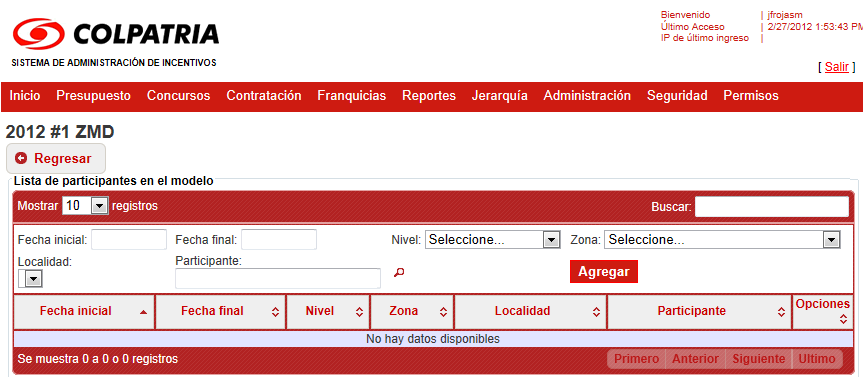 COLPATRIA
SISTEMA DE ADMINISTRACIÓN DE INCENTIVOS
Bienvenido | jfrojasm
Último Acceso | 2/27/2012 1:53:43 PM
IP de último ingreso |
[ Salir ]
Inicio Presupuesto Concursos Contratación Franquicias Reportes Jerarquía Administración Seguridad Permisos
2012 #1 ZMD
Regresar
Lista de participantes en el modelo
Mostrar 10 registros Buscar:
Fecha inicial: Fecha final: Nivel: Seleccione... Zona: Seleccione...
Localidad: Participante:
Agregar
Fecha inicial Fecha final Nivel Zona Localidad Participante Opciones
No hay datos disponibles
Se muestra 0 a 0 o 0 registros Primero Anterior Siguiente Ultimo